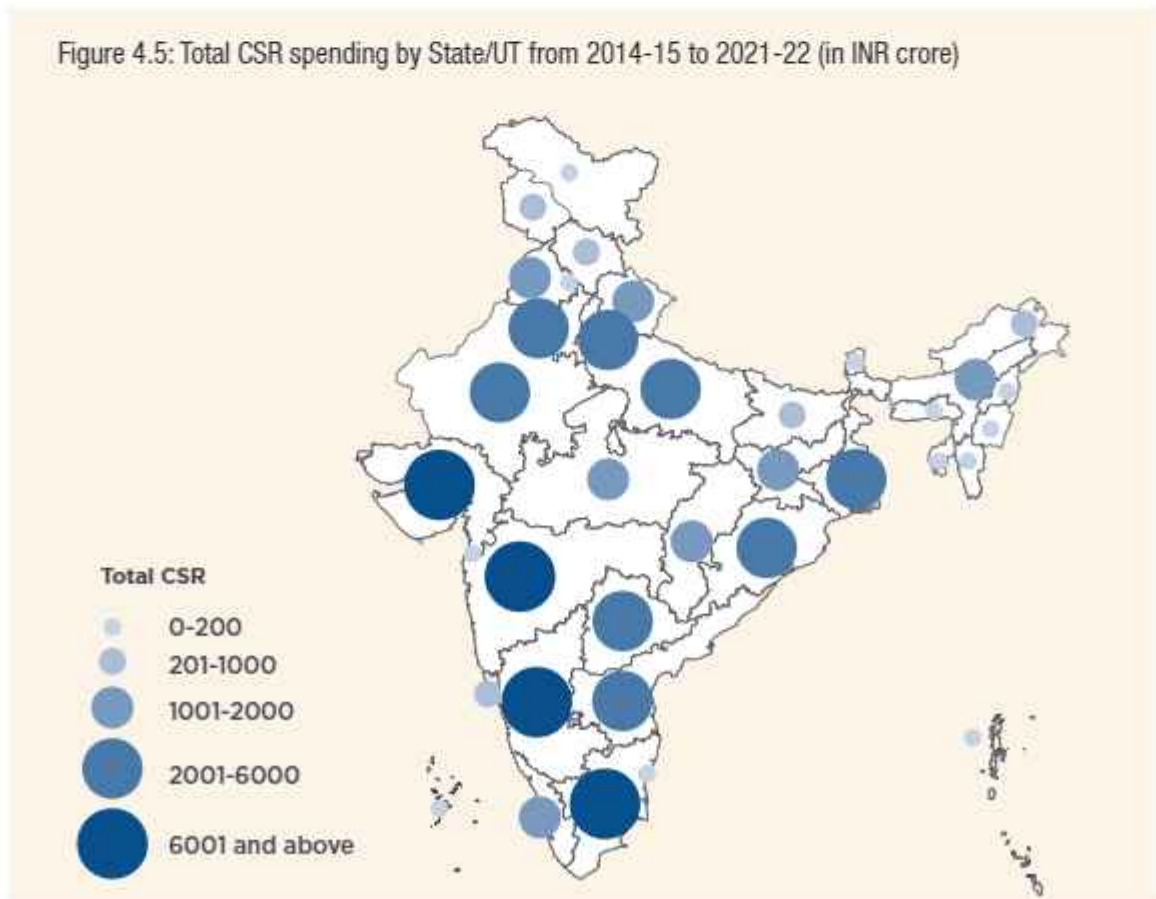 Figure 4.5: Total CSR spending by State/UT from 2014-15 to 2021-22 (in INR crore)
Total CSR
0-200
201-1000
1001-2000
2001-6000
6001 and above